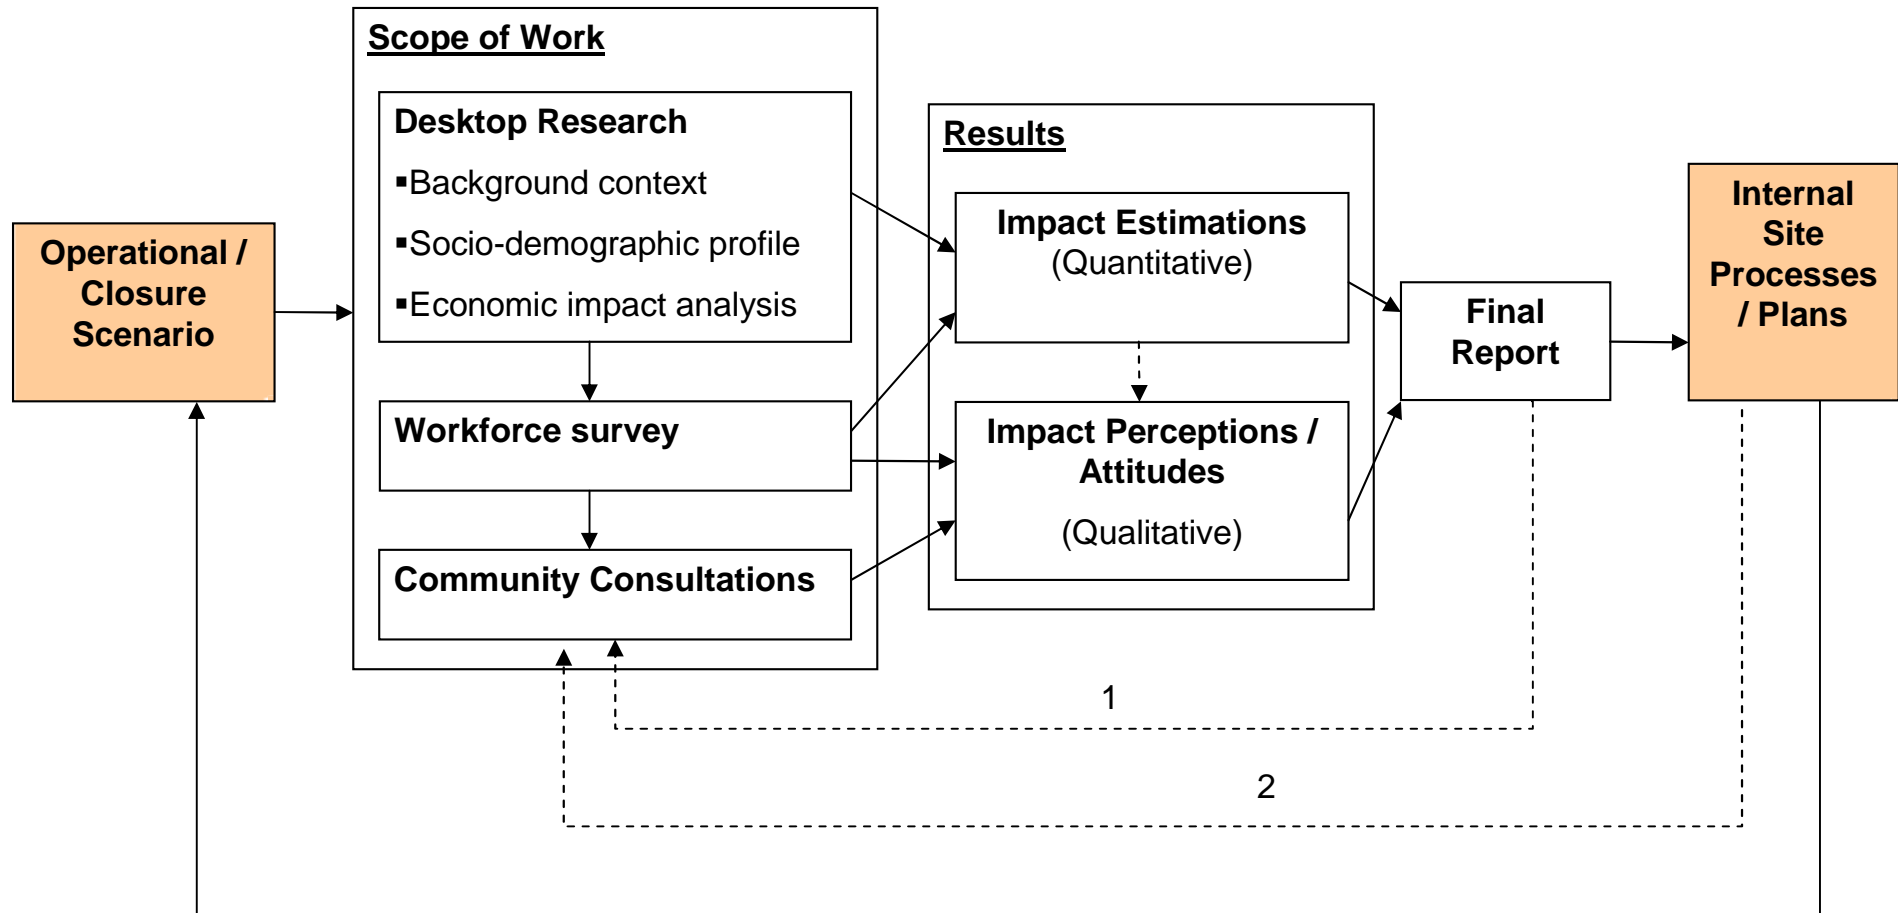 Scope of Work
Desktop Research
▪Background context
▪Socio-demographic profile
▪Economic impact analysis
Workforce survey
Community Consultations
Operational /
Closure
Scenario
Results
Impact Estimations
(Quantitative)
Impact Perceptions /
Attitudes
(Qualitative)
Final
Report
Internal
Site
Processes
/ Plans
1
2